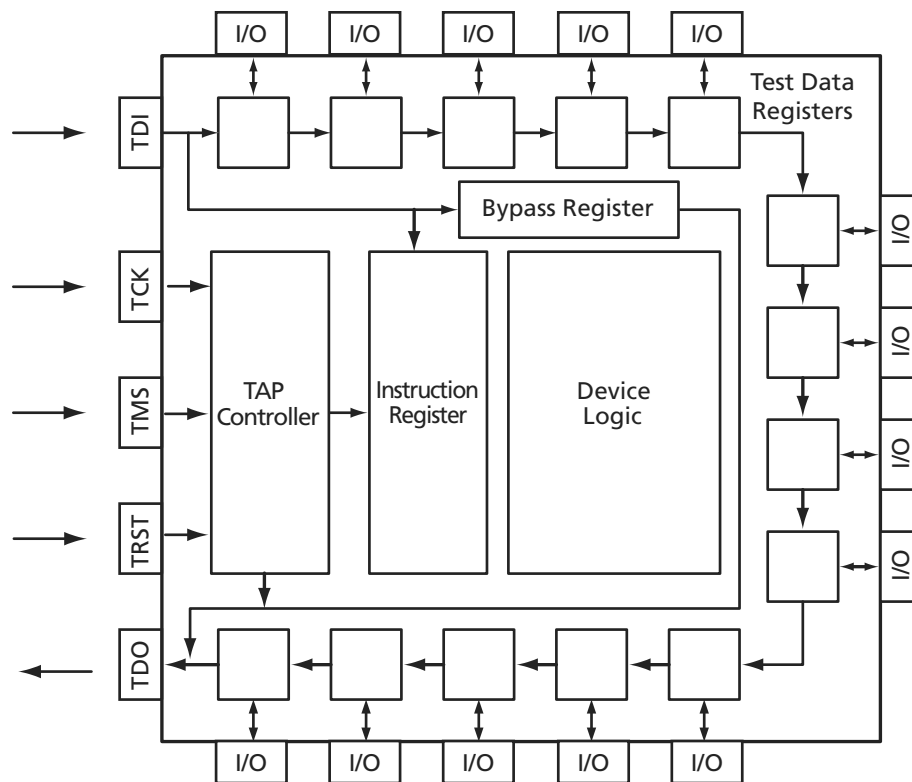 I/O
I/O
I/O
I/O
I/O
Test Data
Registers
TDI
Bypass Register
I/O
TCK
I/O
TAP
Controller
Instruction
Register
Device
Logic
TMS
I/O
TRST
I/O
TDO
I/O
I/O
I/O
I/O
I/O